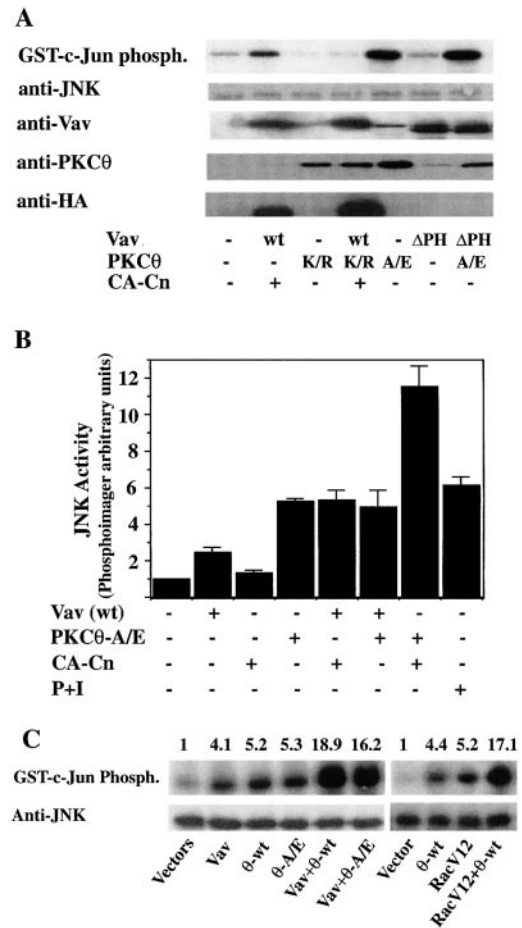 A
GST-c-Jun phosph.
anti-JNK
anti-Vav
anti-PKCθ
anti-HA
Vav - wt - wt - ΔPH ΔPH
PKCθ - - K/R K/R A/E - A/E
CA-Cn - + - + - - -
B
JNK Activity
(Phosphoimager arbitrary units)
12
10
8
6
4
2
Vav (wt) - + - - + + - -
PKCθ-A/E - - - + - + + -
CA-Cn - - + - + - + -
P+I - - - - - - - +
C
1 4.1 5.2 5.3 18.9 16.2 1 4.4 5.2 17.1
GST-c-Jun Phosph.
Anti-JNK
Vectors Vav θ-wt θ-A/E Vav+θ-wt Vav+θ-A/E Vector θ-wt RacV12 RacV12+θ-wt